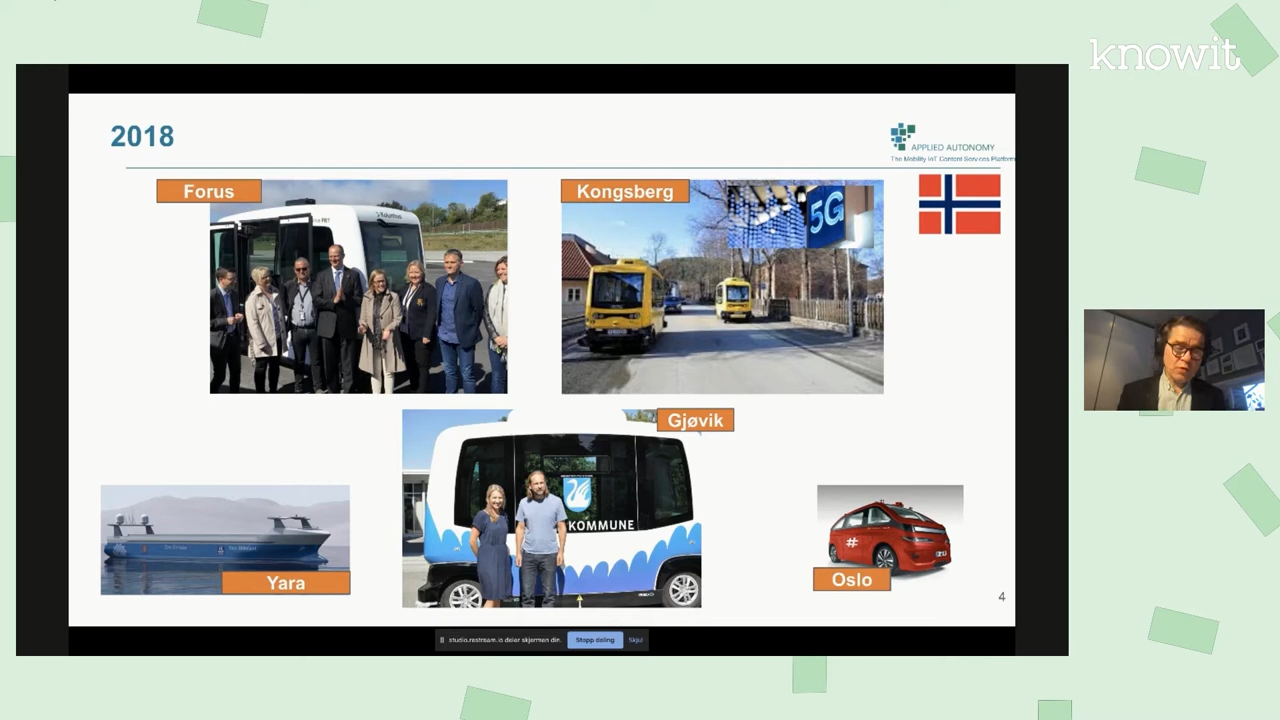 knowit
2018
APPLIED AUTONOMY
The Mobility IoT Content Services Platform
Forus
Kolumbus
Kongsberg
5G
Gjøvik
KOMMUNE
Yara
#
Oslo
4
studio.restream.io deler skjermen din.
Stopp deling
Skjul